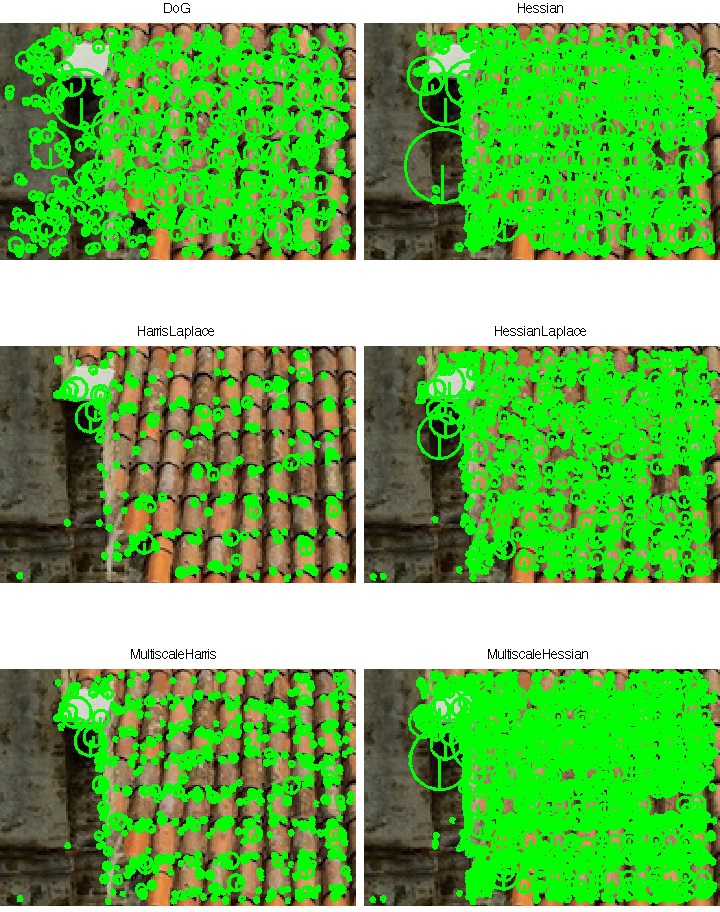 DoG
Hessian
HarrisLaplace
HessianLaplace
MultiscaleHarris
MultiscaleHessian